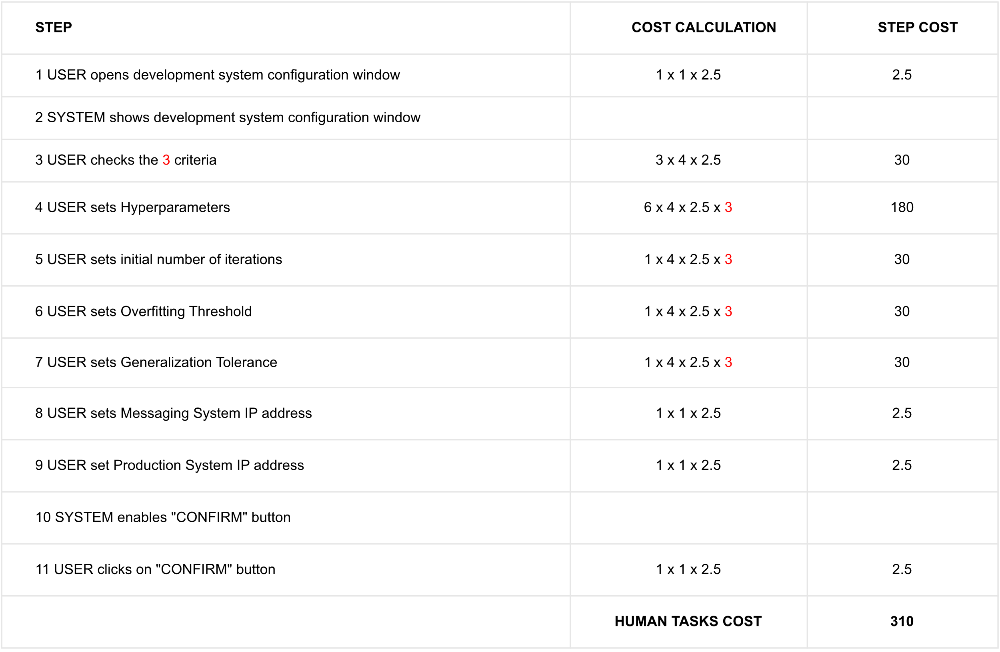 STEP COST CALCULATION STEP COST
1 USER opens development system configuration window 1 x 1 x 2.5 2.5
2 SYSTEM shows development system configuration window
3 USER checks the 3 criteria 3 x 4 x 2.5 30
4 USER sets Hyperparameters 6 x 4 x 2.5 x 3 180
5 USER sets initial number of iterations 1 x 4 x 2.5 x 3 30
6 USER sets Overfitting Threshold 1 x 4 x 2.5 x 3 30
7 USER sets Generalization Tolerance 1 x 4 x 2.5 x 3 30
8 USER sets Messaging System IP address 1 x 1 x 2.5 2.5
9 USER set Production System IP address 1 x 1 x 2.5 2.5
10 SYSTEM enables "CONFIRM" button
11 USER clicks on "CONFIRM" button 1 x 1 x 2.5 2.5
HUMAN TASKS COST 310